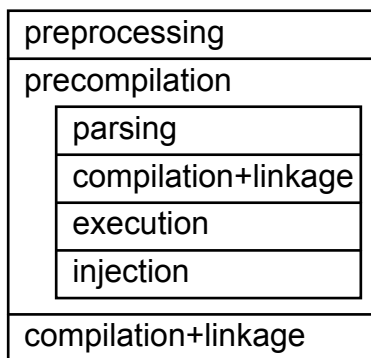 preprocessing
precompilation
parsing
compilation+linkage
execution
injection
compilation+linkage